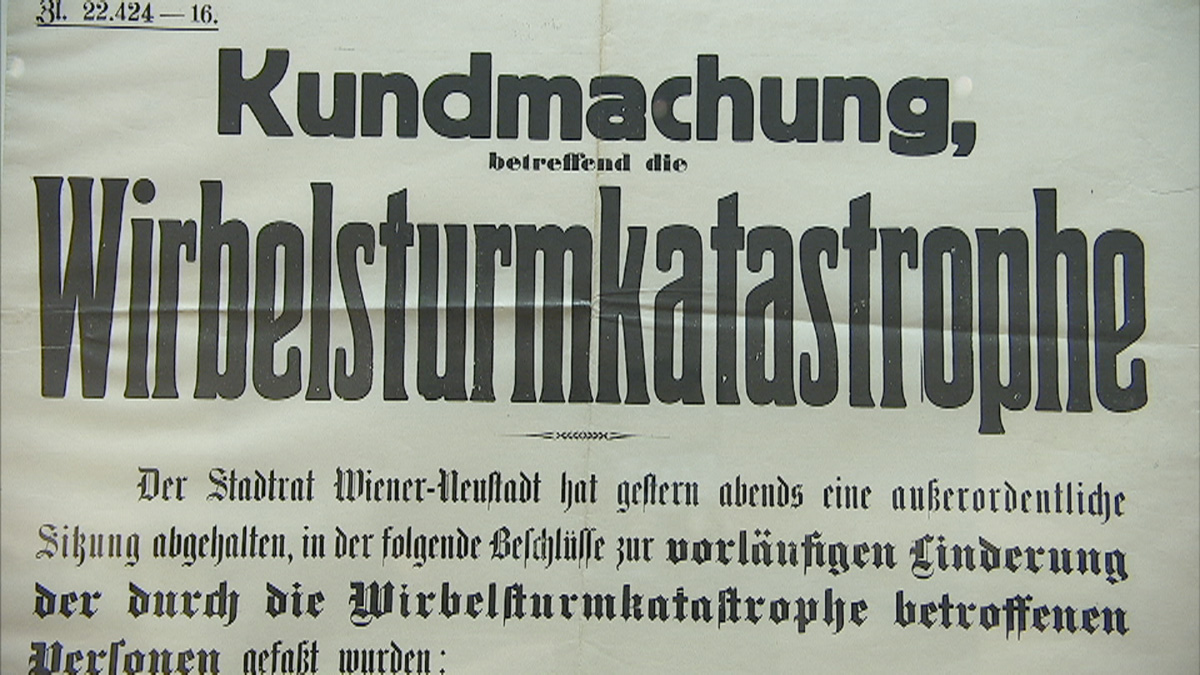 Zl. 22.424 — 16.
Kundmachung,
betreffend die
Wirbelsturmkatastrophe
Der Stadtrat Wiener-Neustadt hat gestern abends eine außerordentliche
Sitzung abgehalten, in der folgende Beschlüsse zur vorläufigen Linderung
der durch die Wirbelsturmkatastrophe betroffenen
Personen gefaßt wurden: